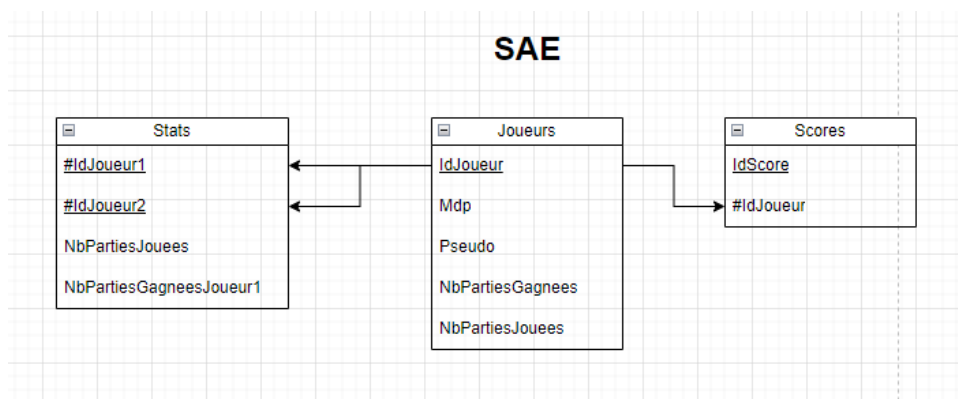 SAE
Stats
#IdJoueur1
#IdJoueur2
NbPartiesJouees
NbPartiesGagneesJoueur1
Joueurs
IdJoueur
Mdp
Pseudo
NbPartiesGagnees
NbPartiesJouees
Scores
IdScore
#IdJoueur